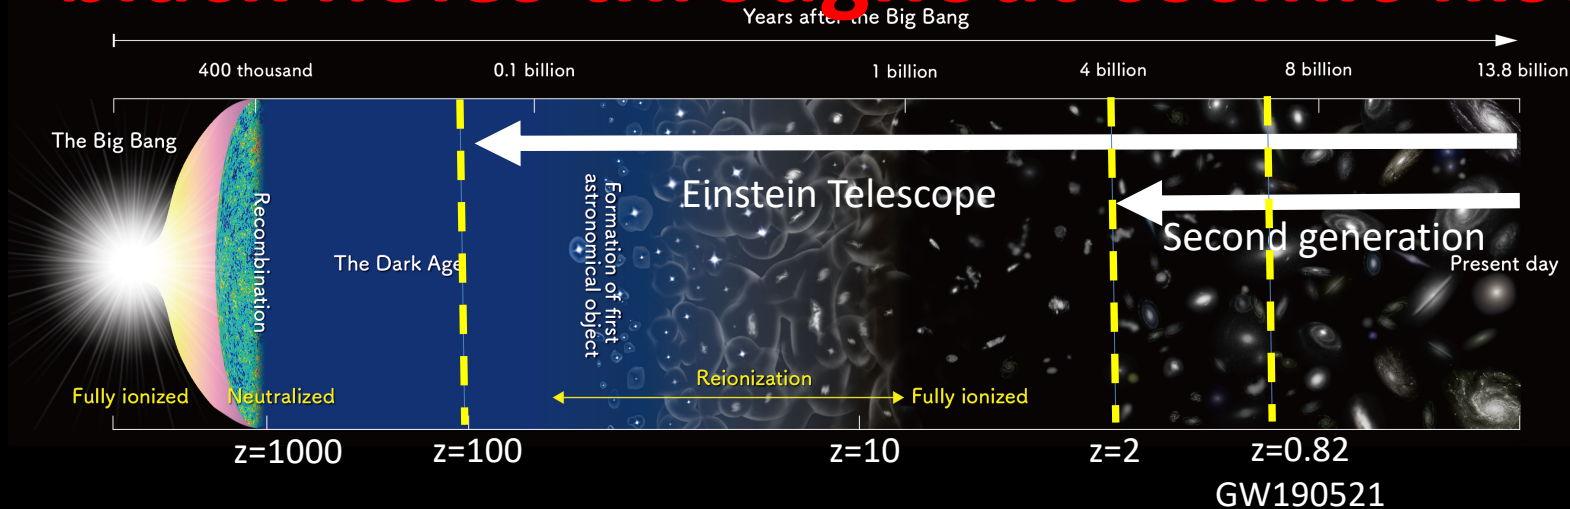 Years after the Big Bang
400 thousand 0.1 billion 1 billion 4 billion 8 billion 13.8 billion
The Big Bang
Recombination
The Dark Age
Formation of first
astronomical object
Einstein Telescope
Second generation
Present day
Fully ionized Neutralized Reionization Fully ionized
z=1000 z=100 z=10 z=2 z=0.82
GW190521